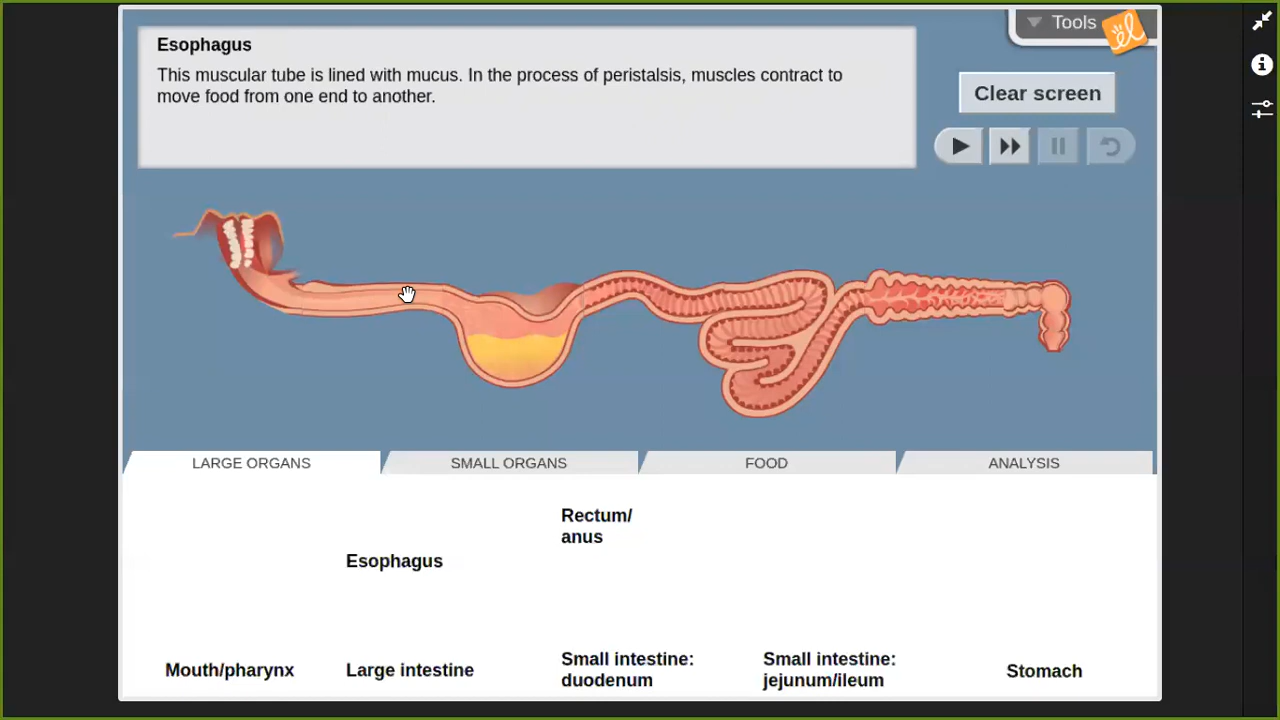 Esophagus
This muscular tube is lined with mucus. In the process of peristalsis, muscles contract to
move food from one end to another.
Tools
Clear screen
LARGE ORGANS
SMALL ORGANS
FOOD
ANALYSIS
Rectum/
anus
Esophagus
Mouth/pharynx
Large intestine
Small intestine:
duodenum
Small intestine:
jejunum/ileum
Stomach